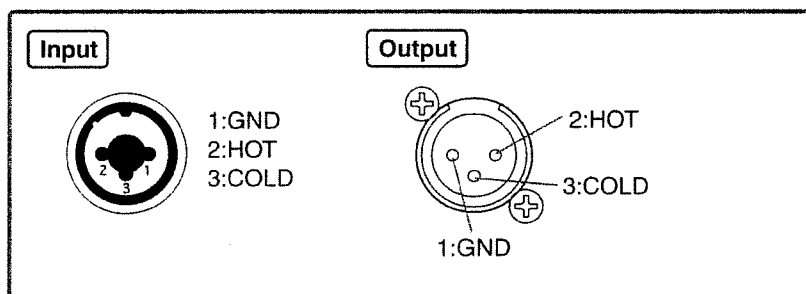 Input
2
1
3
1:GND
2:HOT
3:COLD
Output
2:HOT
3:COLD
1:GND